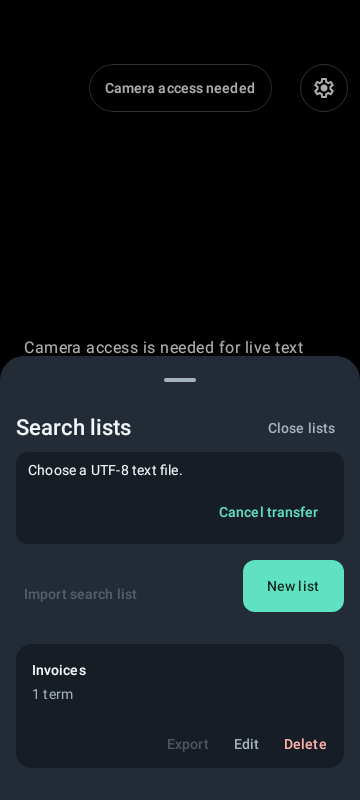 Camera access needed
Camera access is needed for live text
Search lists
Close lists
Choose a UTF-8 text file.
Cancel transfer
Import search list
New list
Invoices
1 term
Export
Edit
Delete